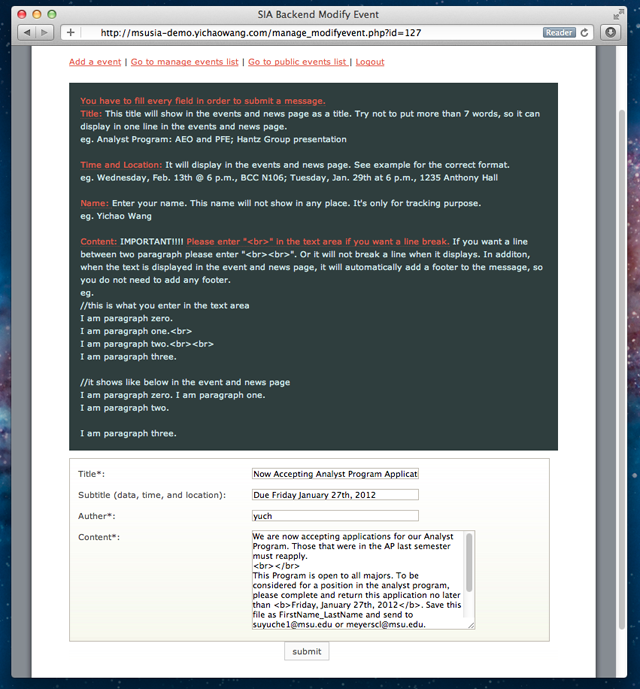 SIA Backend Modify Event
http://msusia-demo.yichaowang.com/manage_modifyevent.php?id=127
Reader
Add a event | Go to manage events list | Go to public events list | Logout
You have to fill every field in order to submit a message.
Title: This title will show in the events and news page as a title. Try not to put more than 7 words, so it can
display in one line in the events and news page.
eg. Analyst Program: AEO and PFE; Hantz Group presentation
Time and Location: It will display in the events and news page. See example for the correct format.
eg. Wednesday, Feb. 13th @ 6 p.m., BCC N106; Tuesday, Jan. 29th at 6 p.m., 1235 Anthony Hall
Name: Enter your name. This name will not show in any place. It's only for tracking purpose.
eg. Yichao Wang
Content: IMPORTANT!!!! Please enter "<br>" in the text area if you want a line break. If you want a line
between two paragraph please enter "<br><br>". Or it will not break a line when it displays. In additon,
when the text is displayed in the event and news page, it will automatically add a footer to the message, so
you do not need to add any footer.
eg.
//this is what you enter in the text area
I am paragraph zero.
I am paragraph one.<br>
I am paragraph two.<br><br>
I am paragraph three.
//it shows like below in the event and news page
I am paragraph zero. I am paragraph one.
I am paragraph two.
I am paragraph three.
Title*: Now Accepting Analyst Program Applicat
Subtitle (data, time, and location): Due Friday January 27th, 2012
Auther*: yuch
Content*: We are now accepting applications for our Analyst
Program. Those that were in the AP last semester
must reapply.
<br></br>
This Program is open to all majors. To be
considered for a position in the analyst program,
please complete and return this application no later
than <b>Friday, January 27th, 2012</b>. Save this
file as FirstName_LastName and send to
suyuche1@msu.edu or meyerscl@msu.edu.
submit